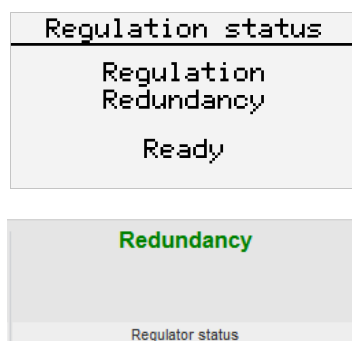 Regulation status
Regulation
Redundancy
Ready
Redundancy
Regulator status